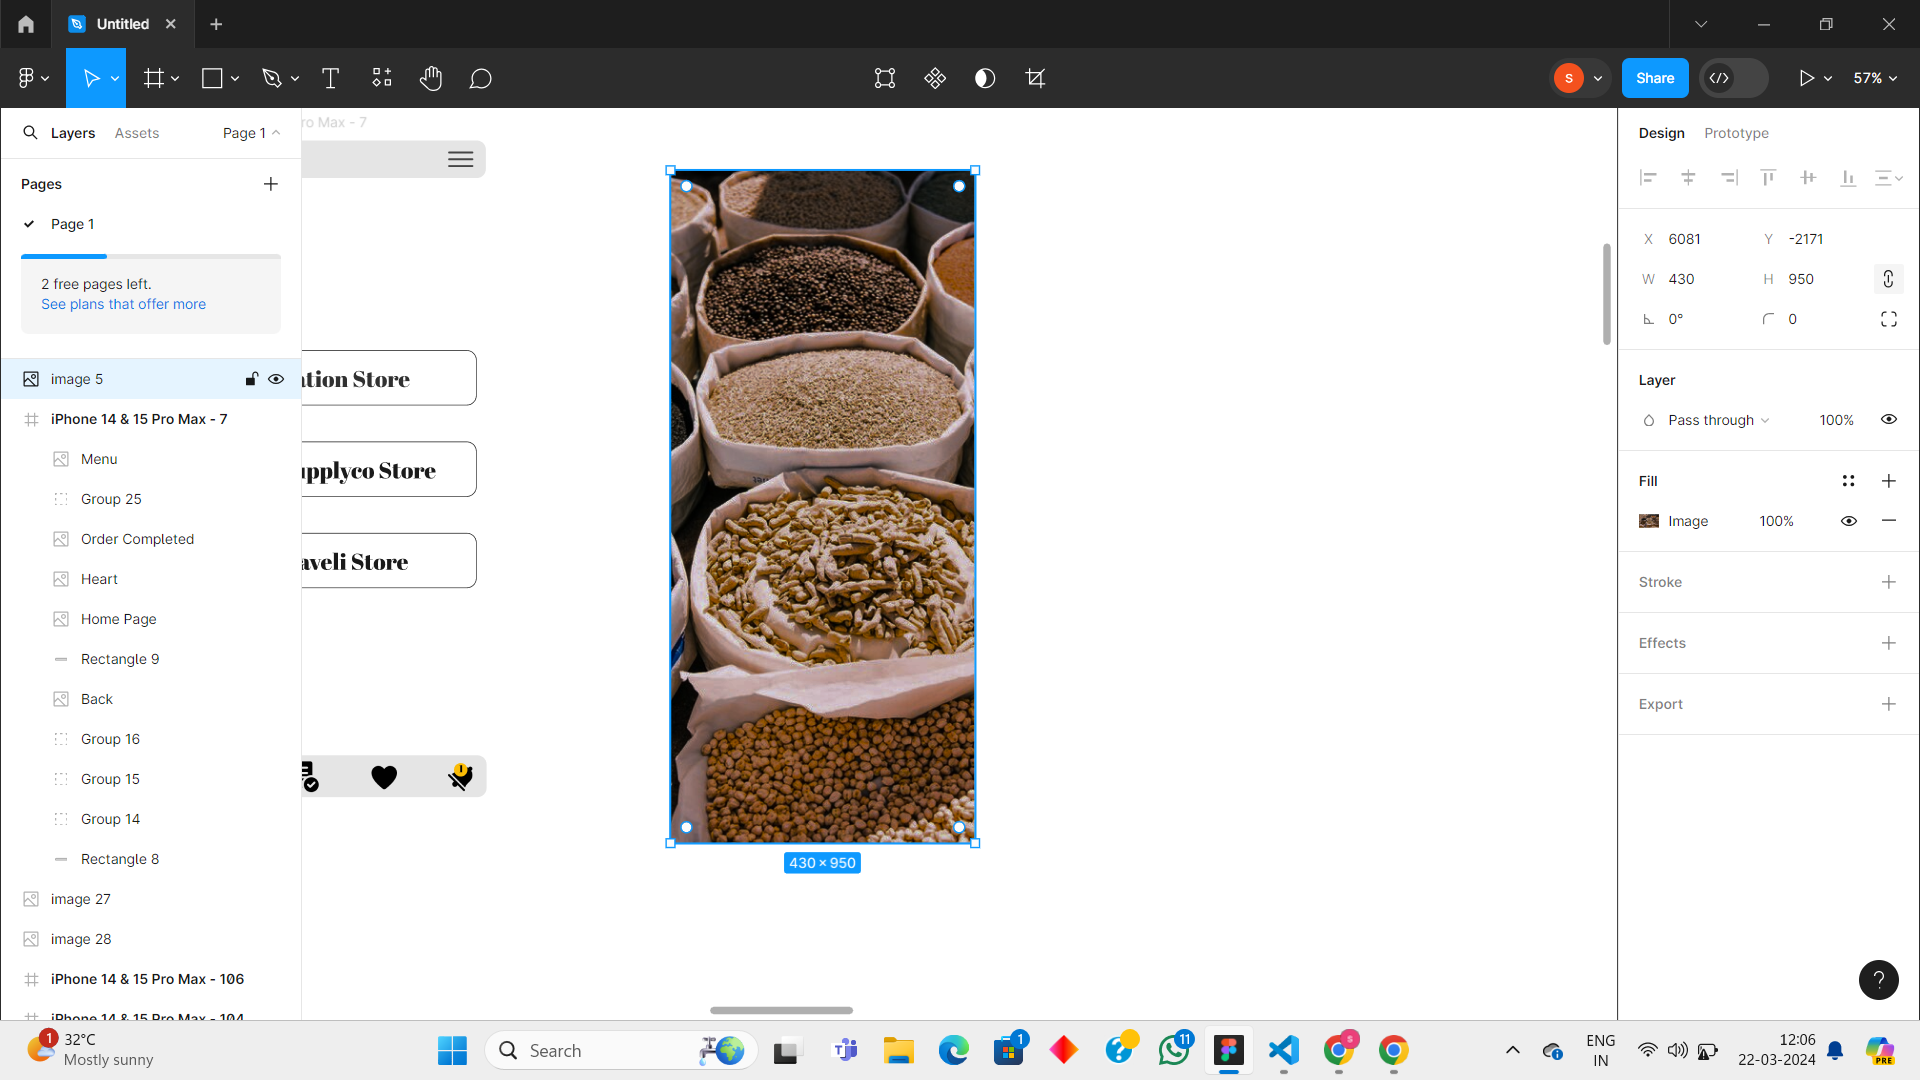 Untitled
S
Share
57%
Layers
Assets
Page 1
Pages
Page 1
2 free pages left.
See plans that offer more
image 5
iPhone 14 & 15 Pro Max - 7
Menu
Group 25
Order Completed
Heart
Home Page
Rectangle 9
Back
Group 16
Group 15
Group 14
Rectangle 8
image 27
image 28
iPhone 14 & 15 Pro Max - 106
iPhone 14 & 15 Pro Max - 104
ro Max - 7
ation Store
upplyco Store
aveli Store
1
430 × 950
Design
Prototype
X 6081
Y -2171
W 430
H 950
0°
0
Layer
Pass through
100%
Fill
Image
100%
Stroke
Effects
Export
?
1
32°C
Mostly sunny
Search
1
11
S
ENG
IN
12:06
22-03-2024
PRE